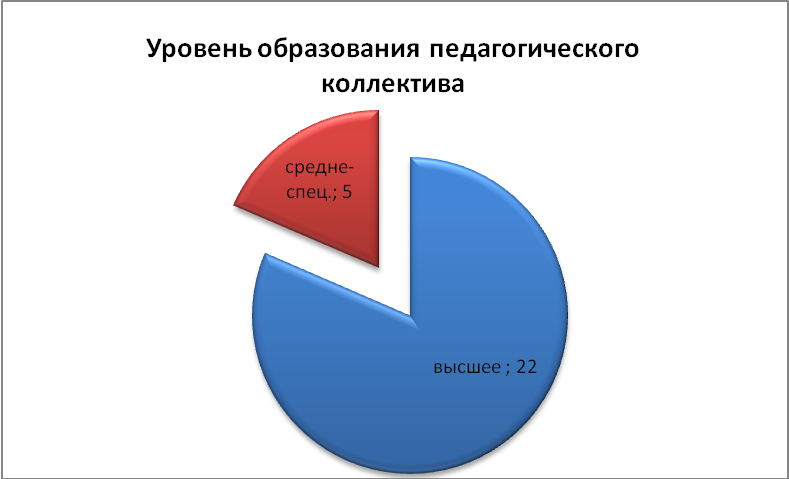 Уровень образования педагогического
коллектива
средне-
спец.; 5
высшее ; 22